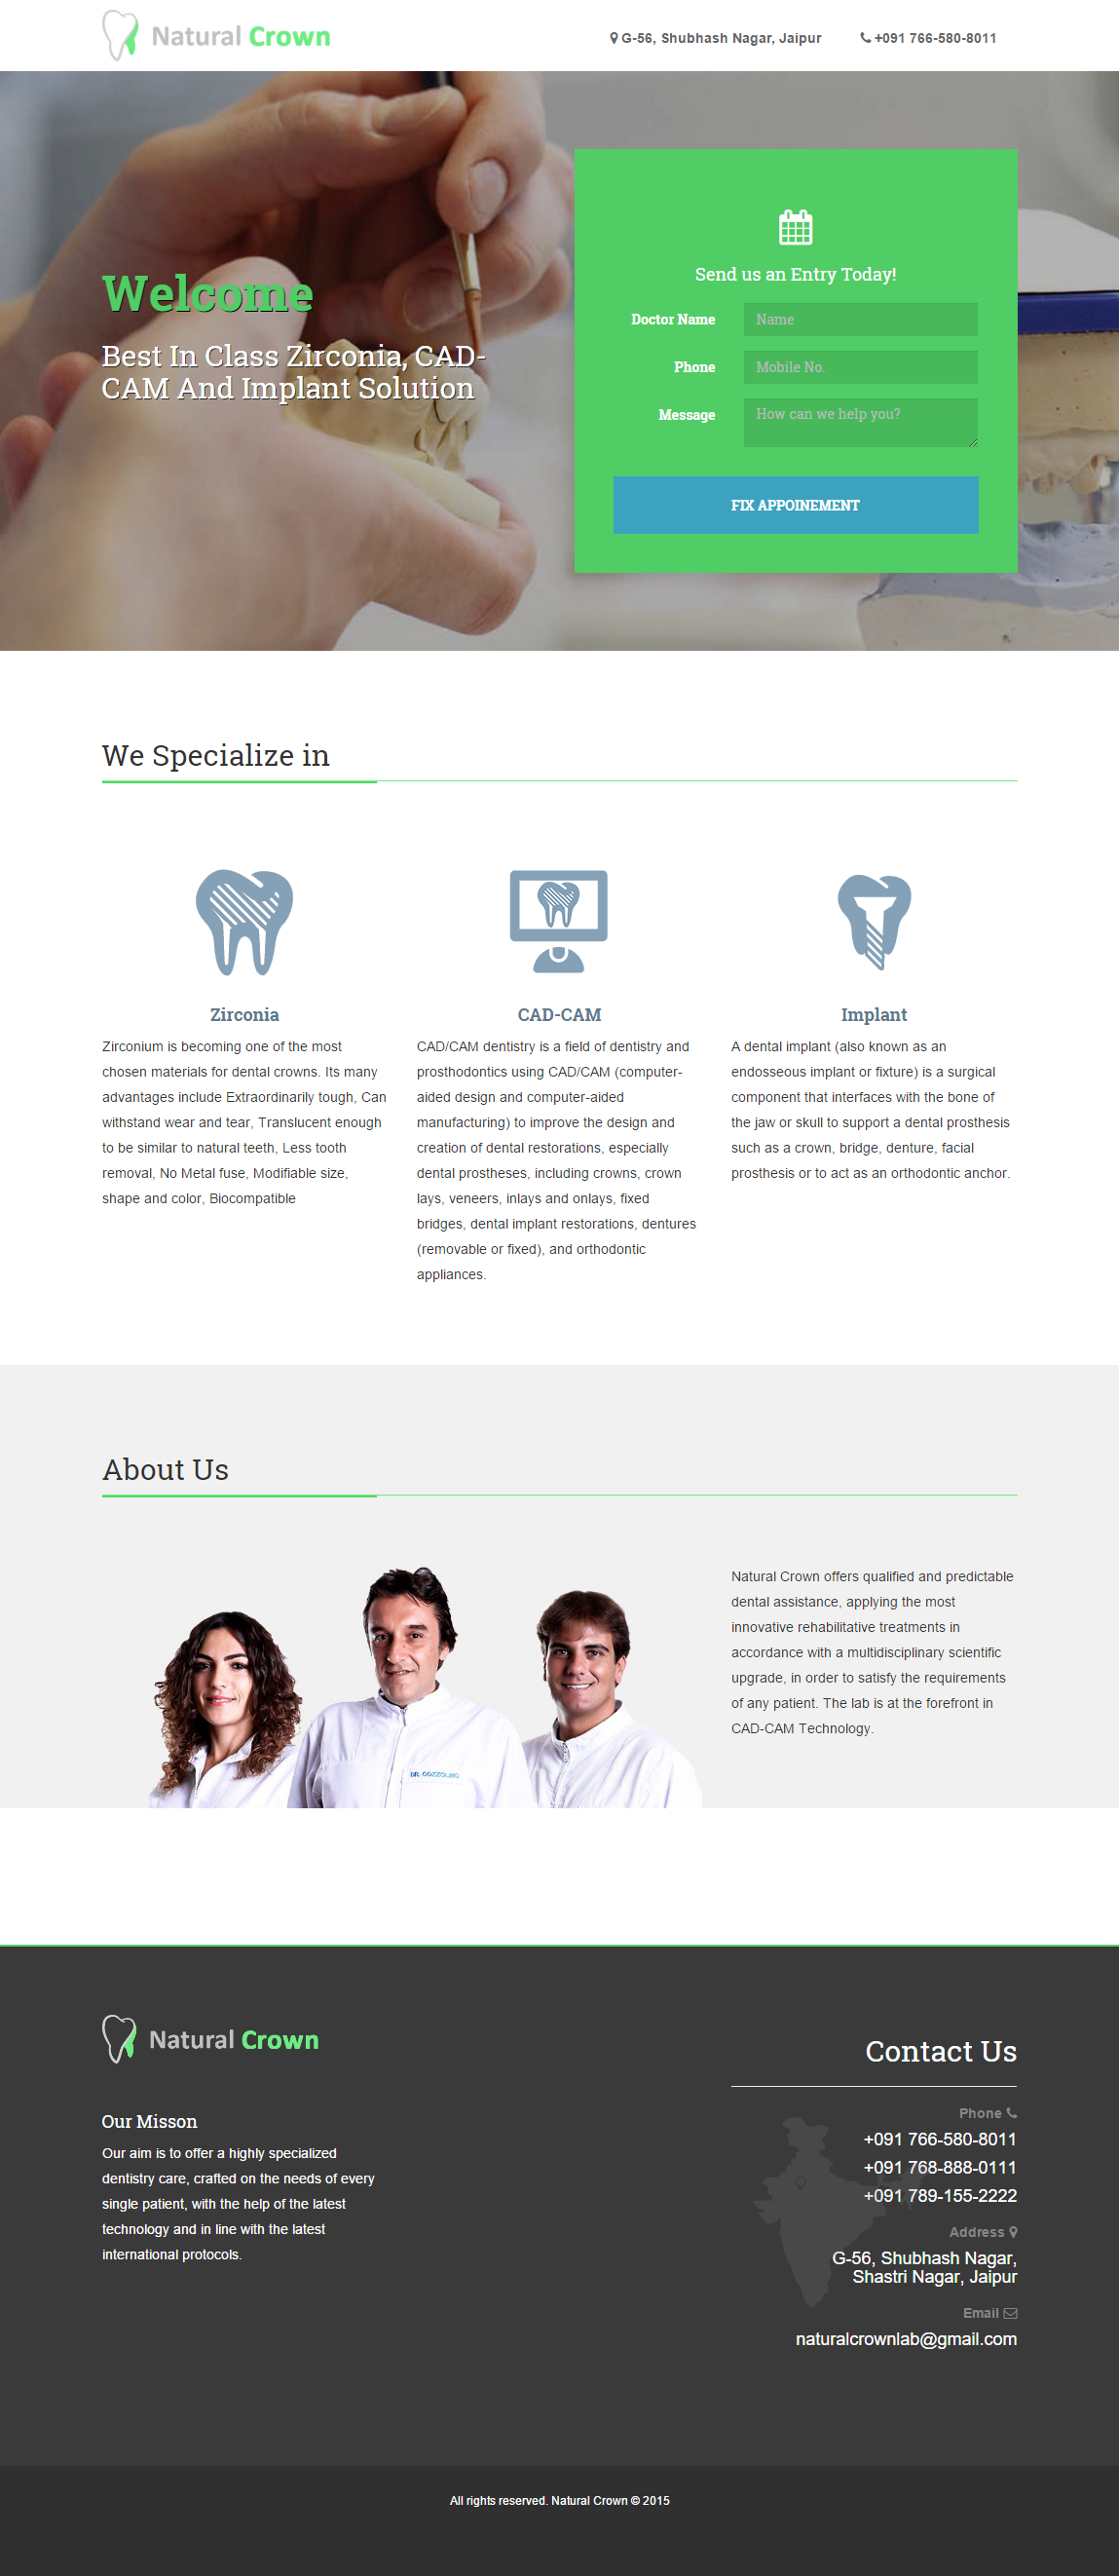 Natural Crown
G-56, Shubhash Nagar, Jaipur
+091 766-580-8011
Welcome
Best In Class Zirconia, CAD-
CAM And Implant Solution
Send us an Entry Today!
Doctor Name
Name
Phone
Mobile No.
Message
How can we help you?
FIX APPOINEMENT
We Specialize in
Zirconia
Zirconium is becoming one of the most
chosen materials for dental crowns. Its many
advantages include Extraordinarily tough, Can
withstand wear and tear, Translucent enough
to be similar to natural teeth, Less tooth
removal, No Metal fuse, Modifiable size,
shape and color, Biocompatible
CAD-CAM
CAD/CAM dentistry is a field of dentistry and
prosthodontics using CAD/CAM (computer-
aided design and computer-aided
manufacturing) to improve the design and
creation of dental restorations, especially
dental prostheses, including crowns, crown
lays, veneers, inlays and onlays, fixed
bridges, dental implant restorations, dentures
(removable or fixed), and orthodontic
appliances.
Implant
A dental implant (also known as an
endosseous implant or fixture) is a surgical
component that interfaces with the bone of
the jaw or skull to support a dental prosthesis
such as a crown, bridge, denture, facial
prosthesis or to act as an orthodontic anchor.
About Us
DR. COZZOLINO
Natural Crown offers qualified and predictable
dental assistance, applying the most
innovative rehabilitative treatments in
accordance with a multidisciplinary scientific
upgrade, in order to satisfy the requirements
of any patient. The lab is at the forefront in
CAD-CAM Technology.
Natural Crown
Our Misson
Our aim is to offer a highly specialized
dentistry care, crafted on the needs of every
single patient, with the help of the latest
technology and in line with the latest
international protocols.
Contact Us
Phone
+091 766-580-8011
+091 768-888-0111
+091 789-155-2222
Address
G-56, Shubhash Nagar,
Shastri Nagar, Jaipur
Email
naturalcrownlab@gmail.com
All rights reserved. Natural Crown © 2015